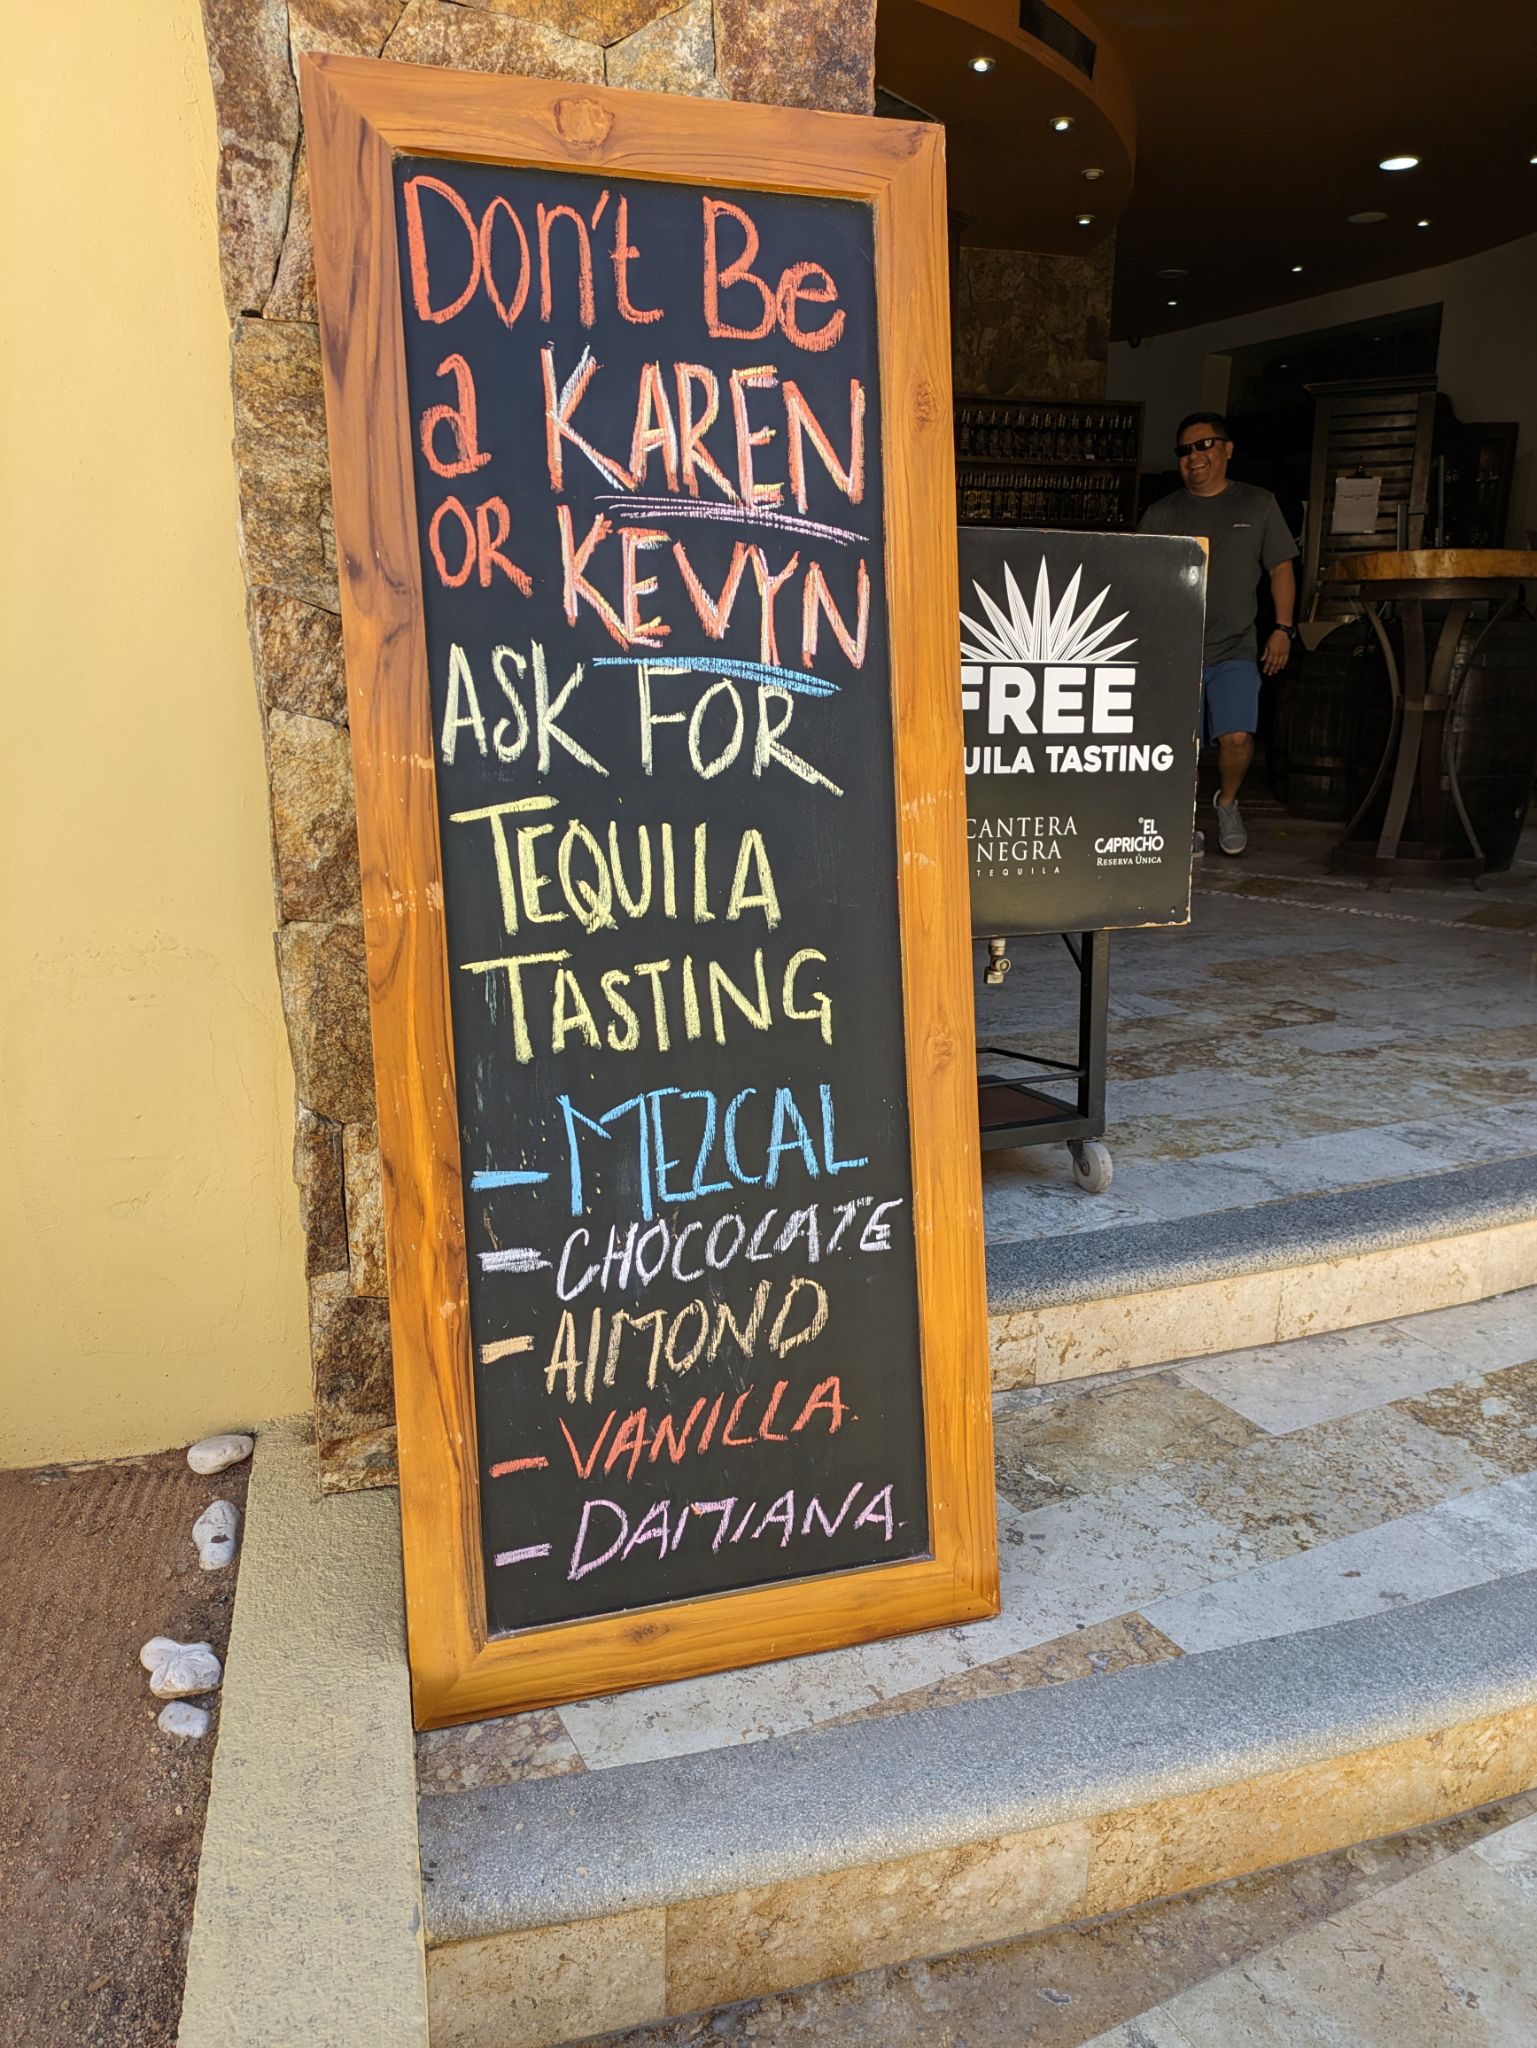 Don't Be
a KAREN
OR KEVYN
ASK FOR
TEQUILA
TASTING
- MEZCAL
- CHOCOLATE
- AlMOND
- VANILLA
- DAMIANA
FREE
TASTING
CANTERA
NEGRA
TEQUILA
EL
CAPRICHO
RESERVA ÚNICA